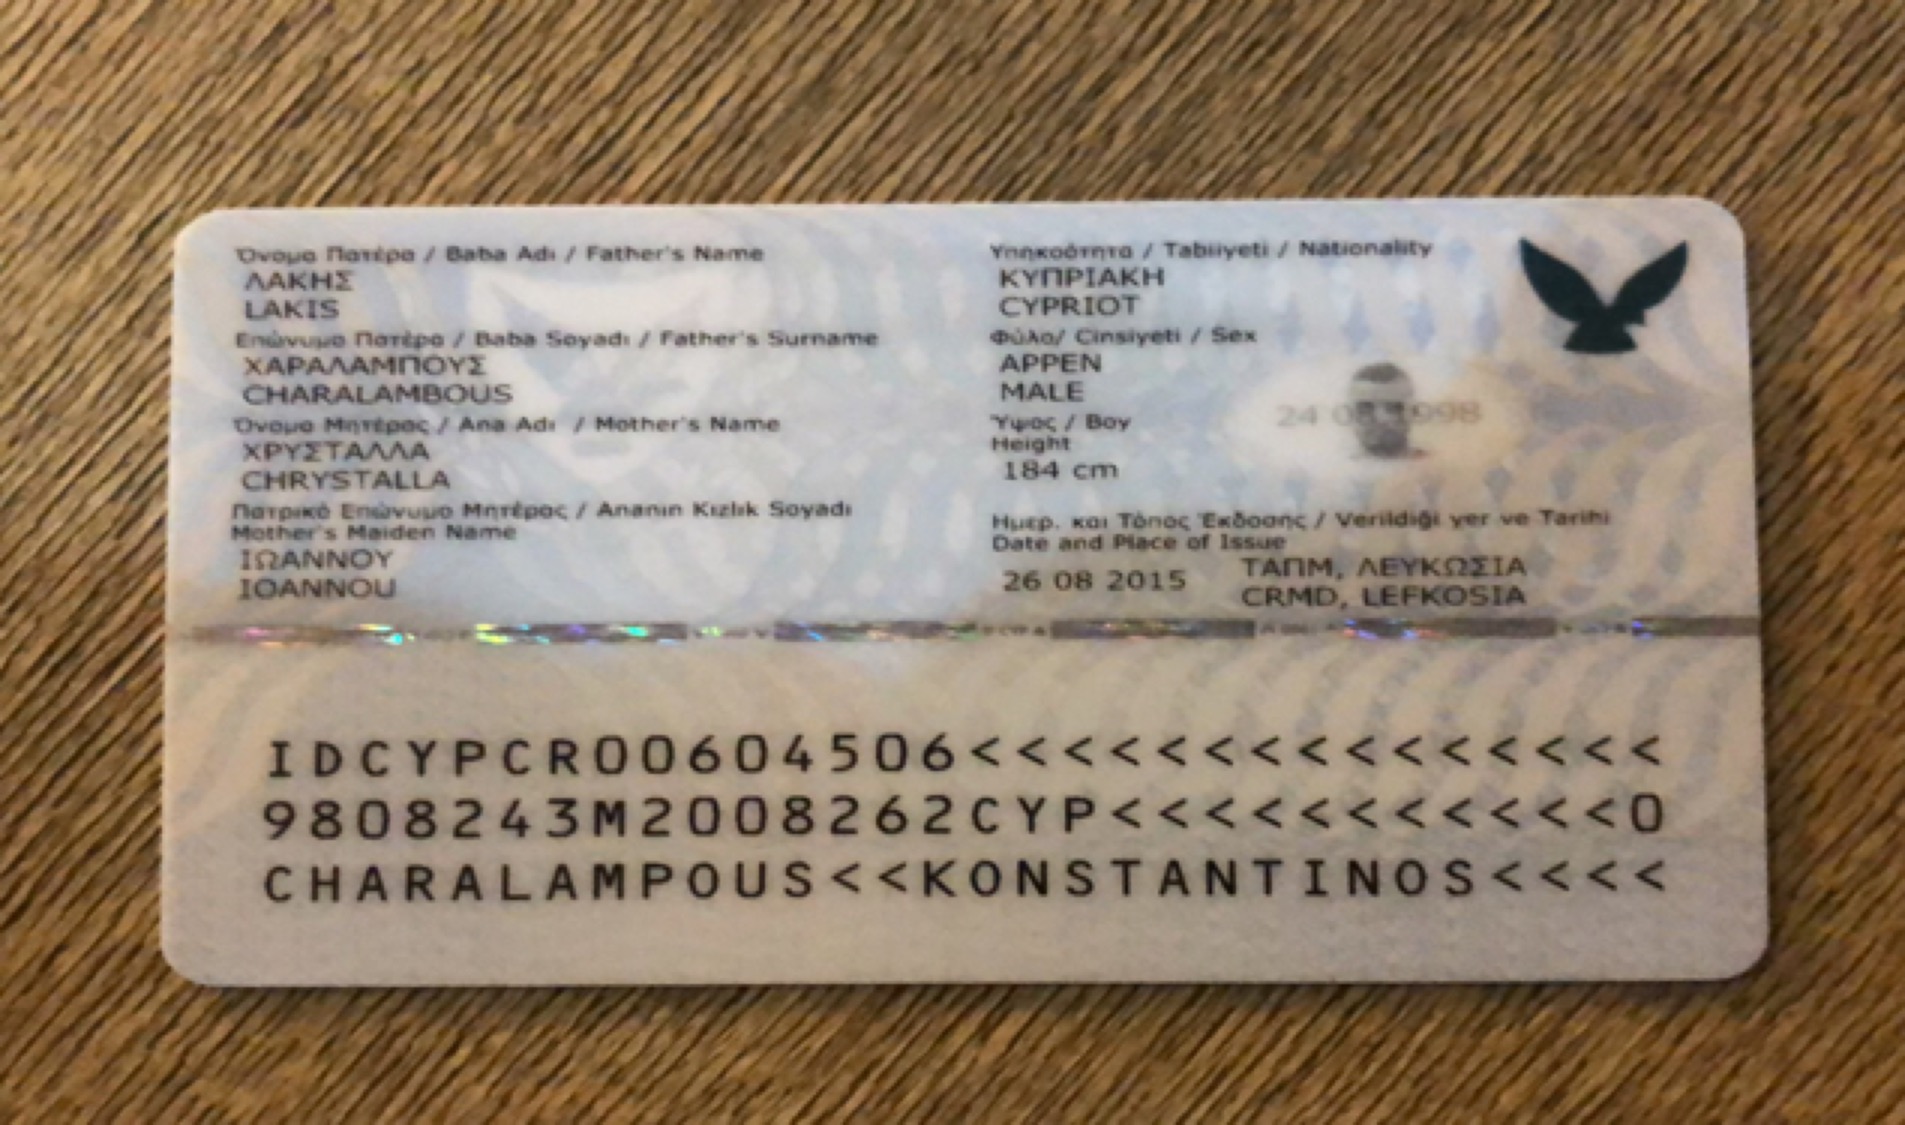 Όνομα Πατέρα / Baba Adı / Father's Name
ΛΑΚΗΣ
LAKIS
Επώνυμο Πατέρα / Baba Soyadı / Father's Surname
ΧΑΡΑΛΑΜΠΟΥΣ
CHARALAMBOUS
Όνομα Μητέρας / Ana Adı / Mother's Name
ΧΡΥΣΤΑΛΛΑ
CHRYSTALLA
Πατρικό Επώνυμο Μητέρας / Ananın Kızlık Soyadı
Mother's Maiden Name
ΙΩΑΝΝΟΥ
IOANNOU
Υπηκοότητα / Tabiiyeti / Nationality
ΚΥΠΡΙΑΚΗ
CYPRIOT
Φύλο/ Cinsiyeti / Sex
ΑΡΡΕΝ
MALE
Ύψος / Boy
Height
184 cm
24 08 1998
Ημερ. και Τόπος Έκδοσης / Verildiği yer ve Tarihi
Date and Place of Issue
26 08 2015 ΤΑΠΜ, ΛΕΥΚΩΣΙΑ
CRMD, LEFKOSIA
IDCYPCR00604506<<<<<<<<<<<<<<<
9808243M2008262CYP<<<<<<<<<<<0
CHARALAMPOUS<<KONSTANTINOS<<<<